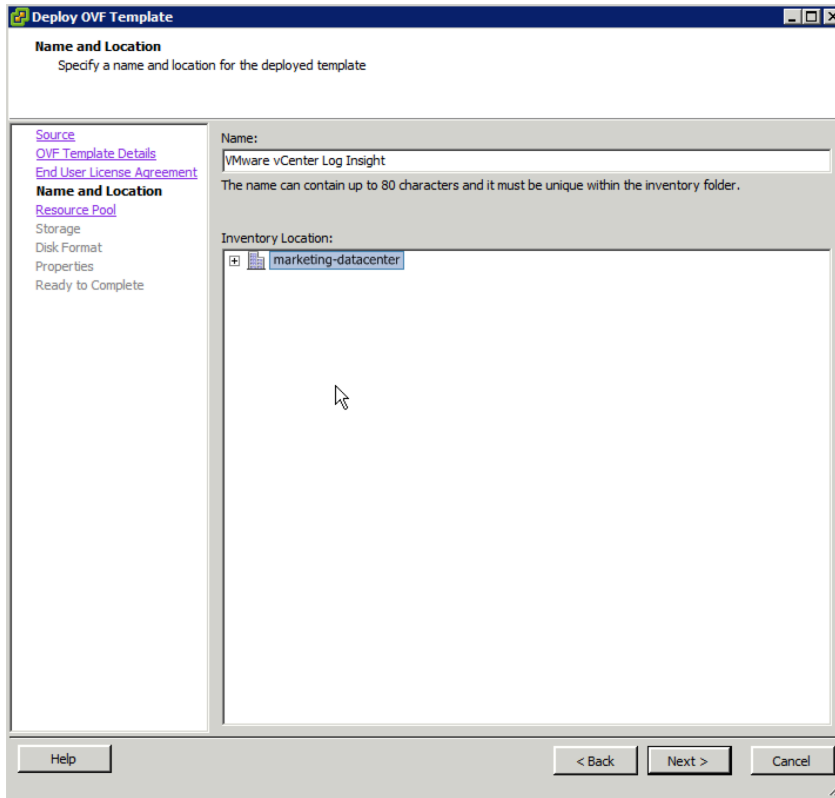 Deploy OVF Template
Name and Location
Specify a name and location for the deployed template
Source
OVF Template Details
End User License Agreement
Name and Location
Resource Pool
Storage
Disk Format
Properties
Ready to Complete
Name:
VMware vCenter Log Insight
The name can contain up to 80 characters and it must be unique within the inventory folder.
Inventory Location:
marketing-datacenter
Help
< Back
Next >
Cancel